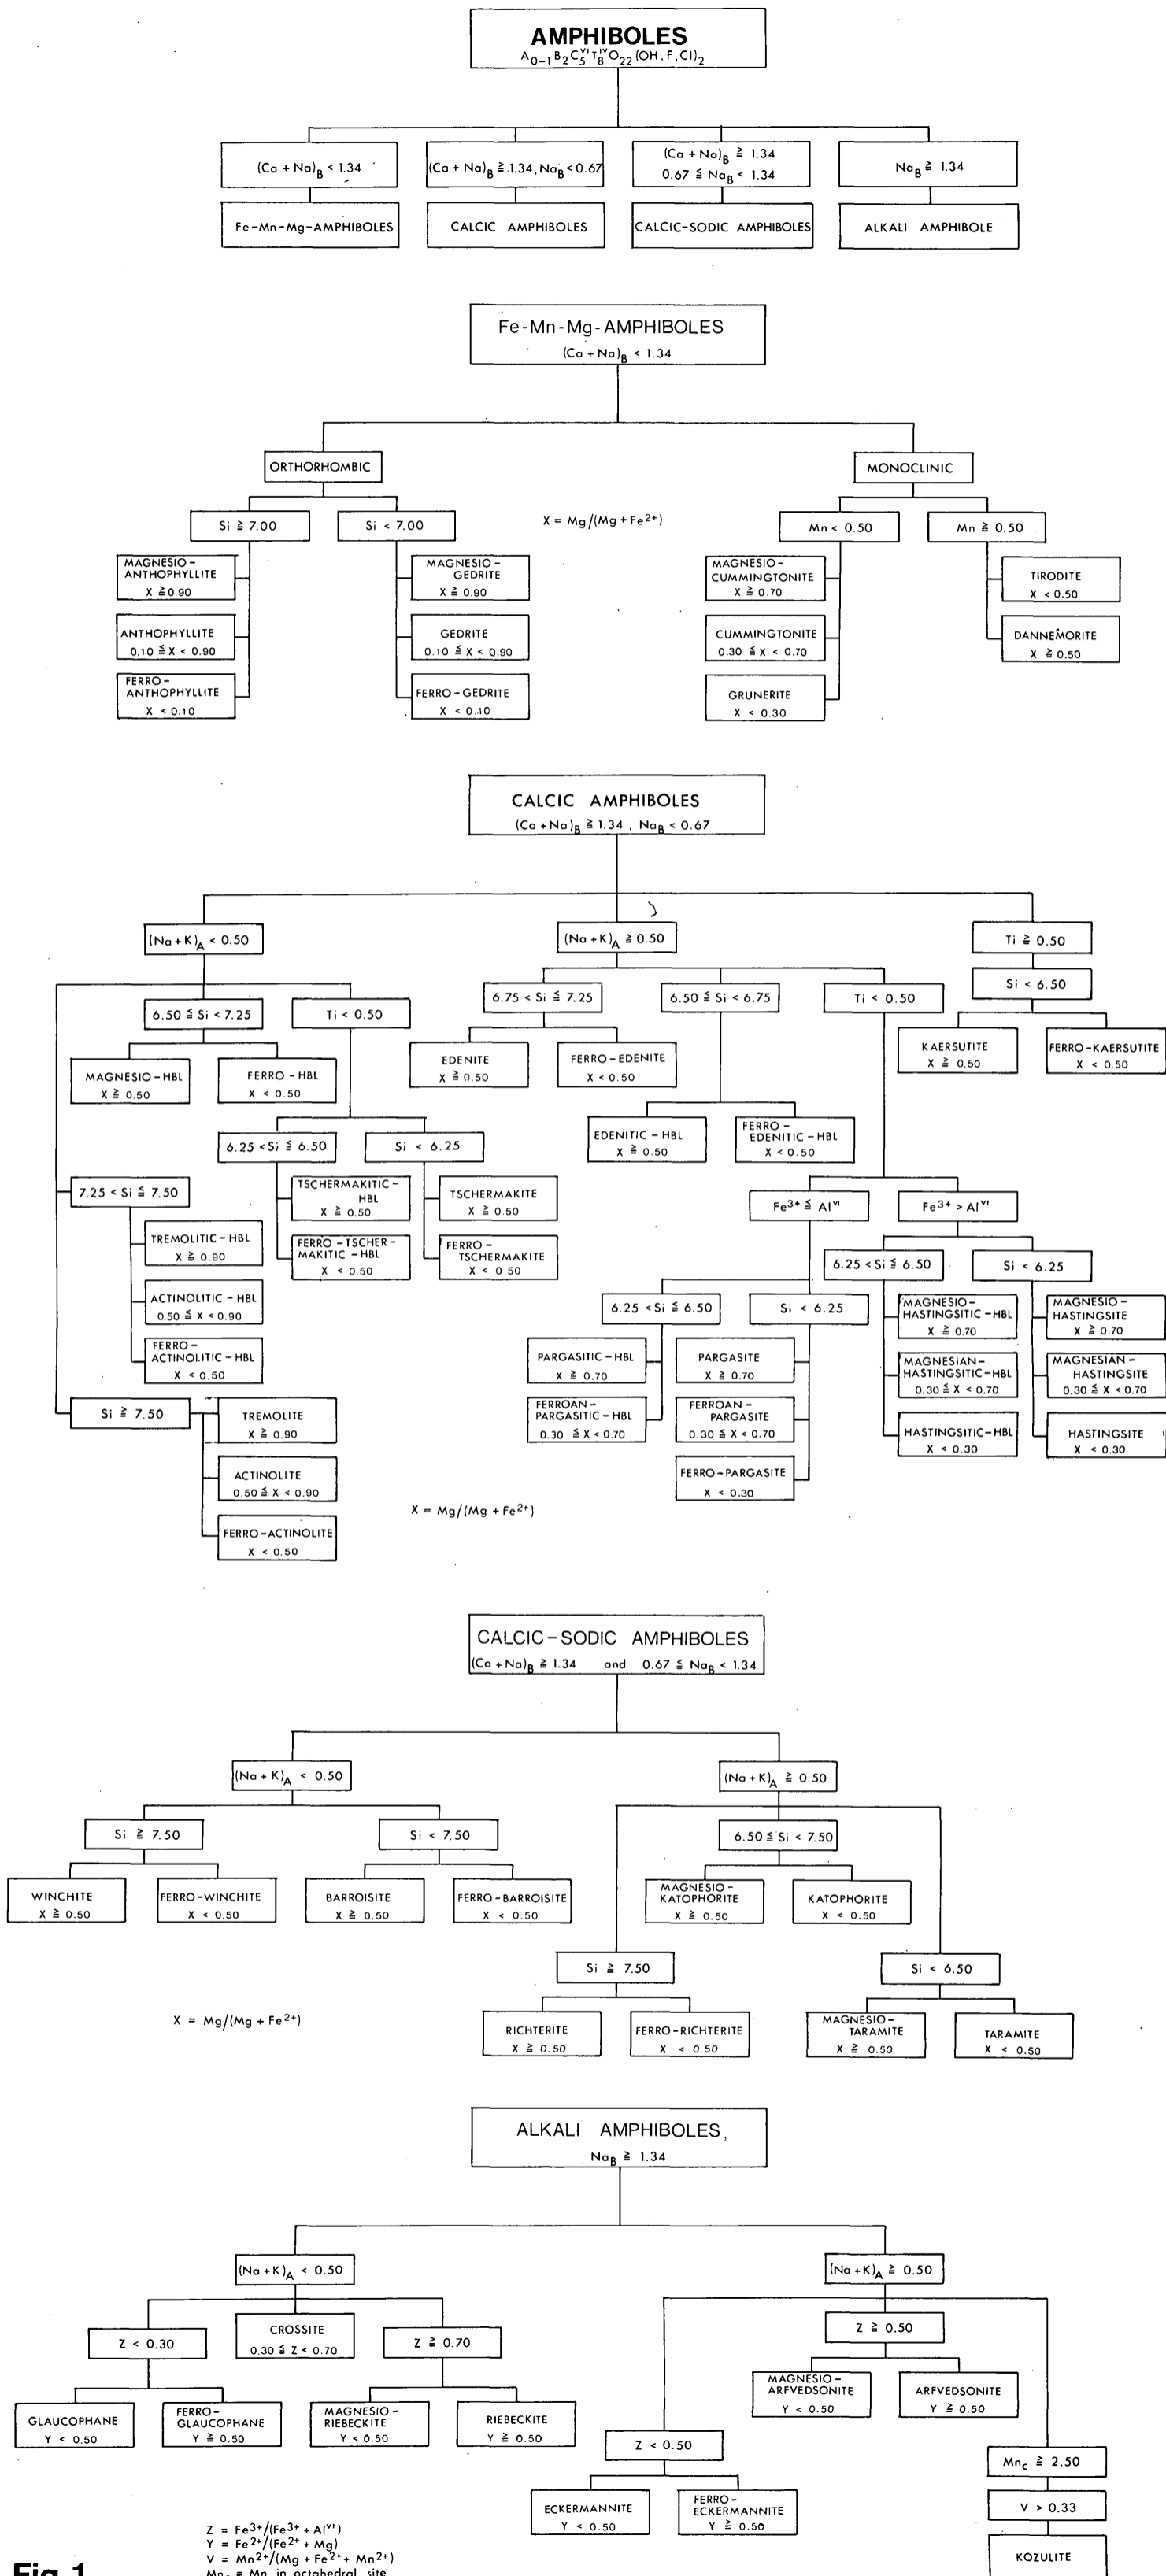 AMPHIBOLES
A0-1 B2 C5VI T8IV O22 (OH, F, Cl)2
(Ca + Na)B < 1.34
(Ca + Na)B ≧ 1.34, NaB < 0.67
(Ca + Na)B ≧ 1.34
0.67 ≦ NaB < 1.34
NaB ≧ 1.34
Fe-Mn-Mg-AMPHIBOLES
CALCIC AMPHIBOLES
CALCIC-SODIC AMPHIBOLES
ALKALI AMPHIBOLE
Fe-Mn-Mg-AMPHIBOLES
(Ca + Na)B < 1.34
ORTHORHOMBIC
MONOCLINIC
Si ≧ 7.00
Si < 7.00
X = Mg/(Mg + Fe2+)
Mn < 0.50
Mn ≧ 0.50
MAGNESIO-
ANTHOPHYLLITE
X ≧ 0.90
MAGNESIO-
GEDRITE
X ≧ 0.90
MAGNESIO-
CUMMINGTONITE
X ≧ 0.70
TIRODITE
X < 0.50
ANTHOPHYLLITE
0.10 ≦ X < 0.90
GEDRITE
0.10 ≦ X < 0.90
CUMMINGTONITE
0.30 ≦ X < 0.70
DANNEMORITE
X ≧ 0.50
FERRO-
ANTHOPHYLLITE
X < 0.10
FERRO-GEDRITE
X < 0.10
GRUNERITE
X < 0.30
CALCIC AMPHIBOLES
(Ca + Na)B ≧ 1.34 , NaB < 0.67
(Na + K)A < 0.50
(Na + K)A ≧ 0.50
Ti ≧ 0.50
Si < 6.50
6.50 ≦ Si < 7.25
Ti < 0.50
6.75 < Si ≦ 7.25
6.50 ≦ Si < 6.75
Ti < 0.50
MAGNESIO-HBL
X ≧ 0.50
FERRO-HBL
X < 0.50
EDENITE
X ≧ 0.50
FERRO-EDENITE
X < 0.50
KAERSUTITE
X ≧ 0.50
FERRO-KAERSUTITE
X < 0.50
6.25 < Si ≦ 6.50
Si < 6.25
EDENITIC-HBL
X ≧ 0.50
FERRO-
EDENITIC-HBL
X < 0.50
7.25 < Si ≦ 7.50
TSCHERMAKITIC-
HBL
X ≧ 0.50
TSCHERMAKITE
X ≧ 0.50
Fe3+ ≦ AlVI
Fe3+ > AlVI
TREMOLITIC-HBL
X ≧ 0.90
FERRO-TSCHER-
MAKITIC-HBL
X < 0.50
FERRO-
TSCHERMAKITE
X < 0.50
6.25 < Si ≦ 6.50
Si < 6.25
ACTINOLITIC-HBL
0.50 ≦ X < 0.90
6.25 < Si ≦ 6.50
Si < 6.25
MAGNESIO-
HASTINGSITIC-HBL
X ≧ 0.70
MAGNESIO-
HASTINGSITE
X ≧ 0.70
FERRO-
ACTINOLITIC-HBL
X < 0.50
PARGASITIC-HBL
X ≧ 0.70
PARGASITE
X ≧ 0.70
MAGNESIAN-
HASTINGSITIC-HBL
0.30 ≦ X < 0.70
MAGNESIAN-
HASTINGSITE
0.30 ≦ X < 0.70
Si ≧ 7.50
TREMOLITE
X ≧ 0.90
FERROAN-
PARGASITIC-HBL
0.30 ≦ X < 0.70
FERROAN-
PARGASITE
0.30 ≦ X < 0.70
HASTINGSITIC-HBL
X < 0.30
HASTINGSITE
X < 0.30
ACTINOLITE
0.50 ≦ X < 0.90
FERRO-PARGASITE
X < 0.30
X = Mg/(Mg + Fe2+)
FERRO-ACTINOLITE
X < 0.50
CALCIC-SODIC AMPHIBOLES
(Ca + Na)B ≧ 1.34 and 0.67 ≦ NaB < 1.34
(Na + K)A < 0.50
(Na + K)A ≧ 0.50
Si ≧ 7.50
Si < 7.50
6.50 ≦ Si < 7.50
WINCHITE
X ≧ 0.50
FERRO-WINCHITE
X < 0.50
BARROISITE
X ≧ 0.50
FERRO-BARROISITE
X < 0.50
MAGNESIO-
KATOPHORITE
X ≧ 0.50
KATOPHORITE
X < 0.50
Si ≧ 7.50
Si < 6.50
X = Mg/(Mg + Fe2+)
RICHTERITE
X ≧ 0.50
FERRO-RICHTERITE
X < 0.50
MAGNESIO-
TARAMITE
X ≧ 0.50
TARAMITE
X < 0.50
ALKALI AMPHIBOLES,
NaB ≧ 1.34
(Na + K)A < 0.50
(Na + K)A ≧ 0.50
Z < 0.30
CROSSITE
0.30 ≦ Z < 0.70
Z ≧ 0.70
Z ≧ 0.50
GLAUCOPHANE
Y < 0.50
FERRO-
GLAUCOPHANE
Y ≧ 0.50
MAGNESIO-
RIEBECKITE
Y < 0.50
RIEBECKITE
Y ≧ 0.50
MAGNESIO-
ARFVEDSONITE
Y < 0.50
ARFVEDSONITE
Y ≧ 0.50
Z < 0.50
Mnc ≧ 2.50
ECKERMANNITE
Y < 0.50
FERRO-
ECKERMANNITE
Y ≧ 0.50
V > 0.33
KOZULITE
Z = Fe3+/(Fe3+ + AlVI)
Y = Fe2+/(Fe2+ + Mg)
V = Mn2+/(Mg + Fe2+ + Mn2+)
Mnc = Mn in octahedral site
Fig.1